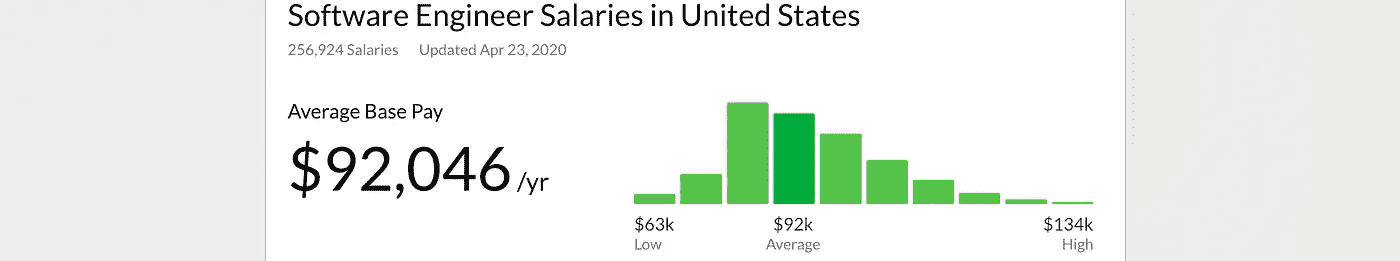 Software Engineer Salaries in United States
256,924 Salaries Updated Apr 23, 2020
Average Base Pay
$92,046 /yr
$63k $92k $134k
Low Average High